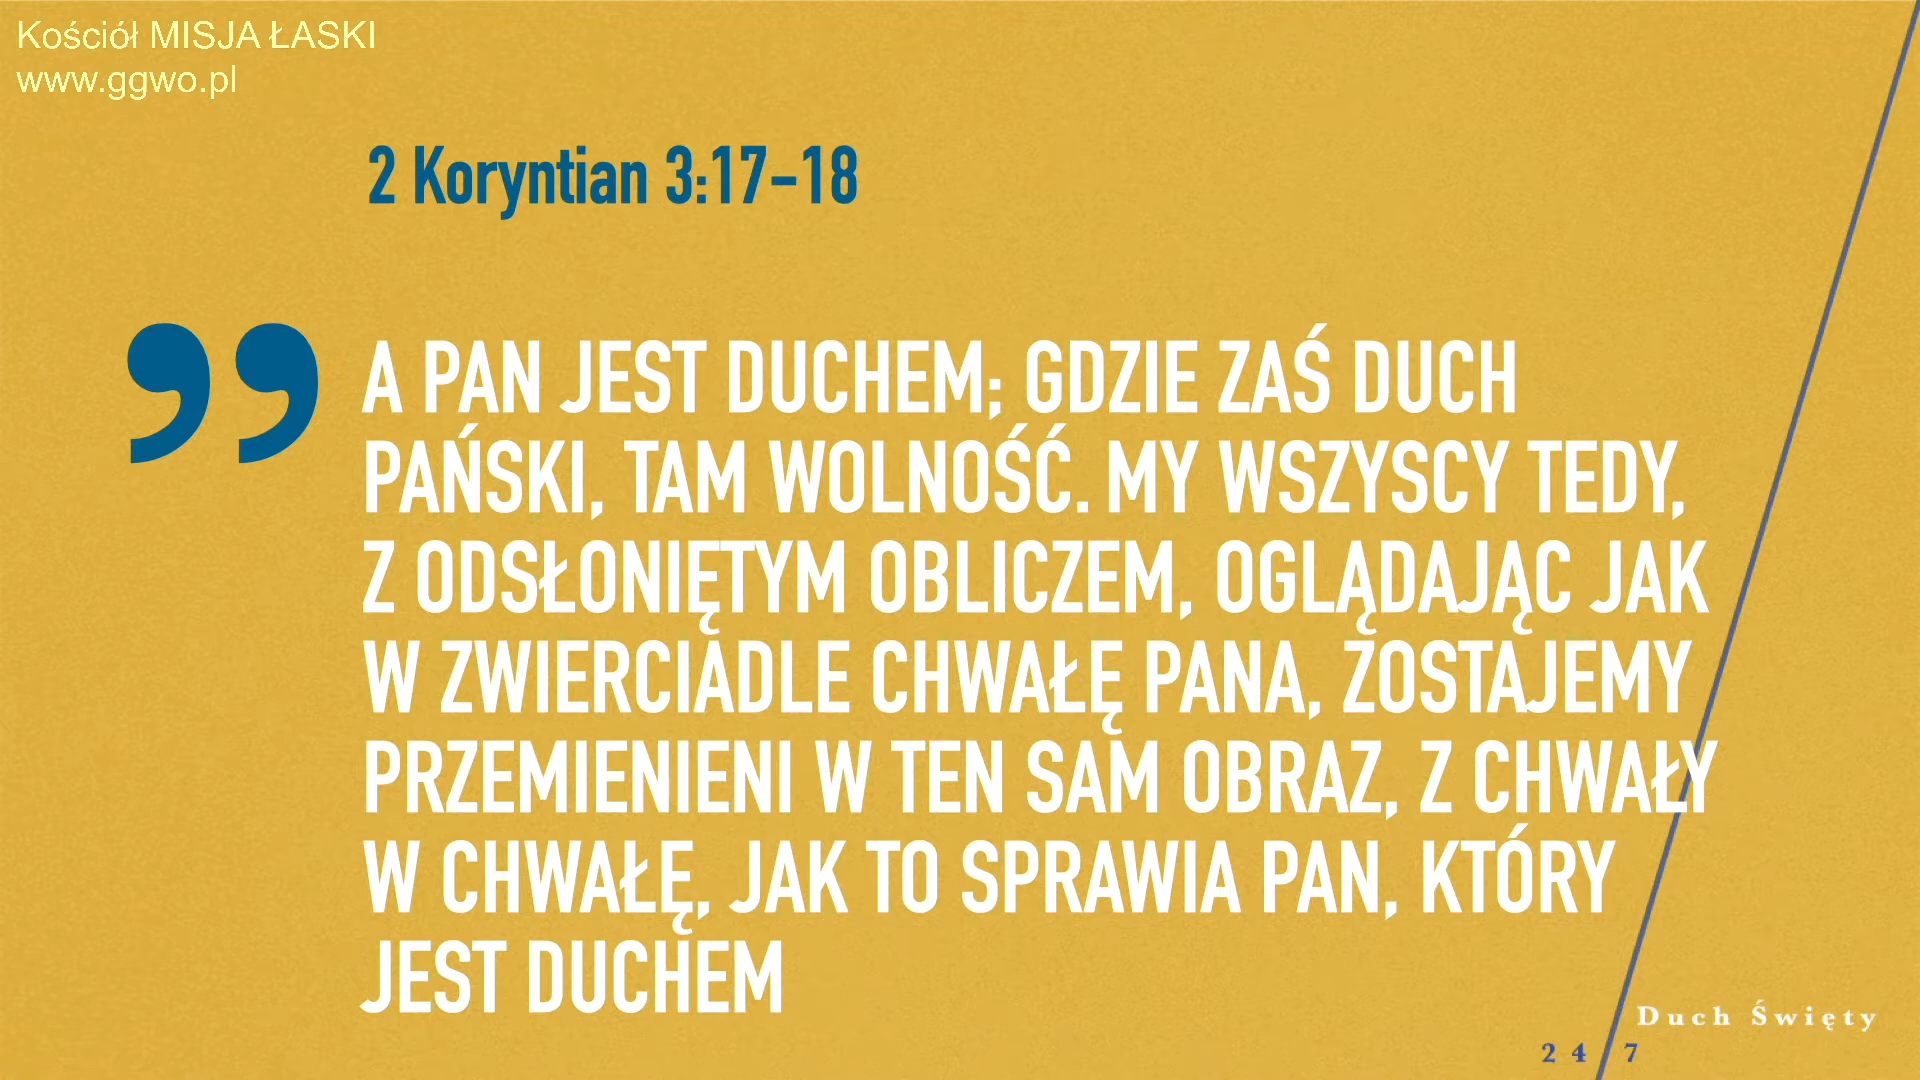 Kościół MISJA ŁASKI
www.ggwo.pl
2 Koryntian 3:17-18
”
A PAN JEST DUCHEM; GDZIE ZAŚ DUCH
PAŃSKI, TAM WOLNOŚĆ. MY WSZYSCY TEDY,
Z ODSŁONIĘTYM OBLICZEM, OGLĄDAJĄC JAK
W ZWIERCIADLE CHWAŁĘ PANA, ZOSTAJEMY
PRZEMIENIENI W TEN SAM OBRAZ, Z CHWAŁY
W CHWAŁĘ, JAK TO SPRAWIA PAN, KTÓRY
JEST DUCHEM
Duch Święty
24/7